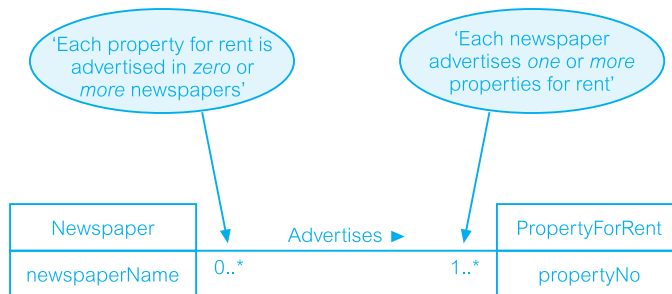 ‘Each property for rent is
advertised in zero or
more newspapers’
‘Each newspaper
advertises one or more
properties for rent’
Newspaper
newspaperName
0..*
Advertises ►
1..*
PropertyForRent
propertyNo